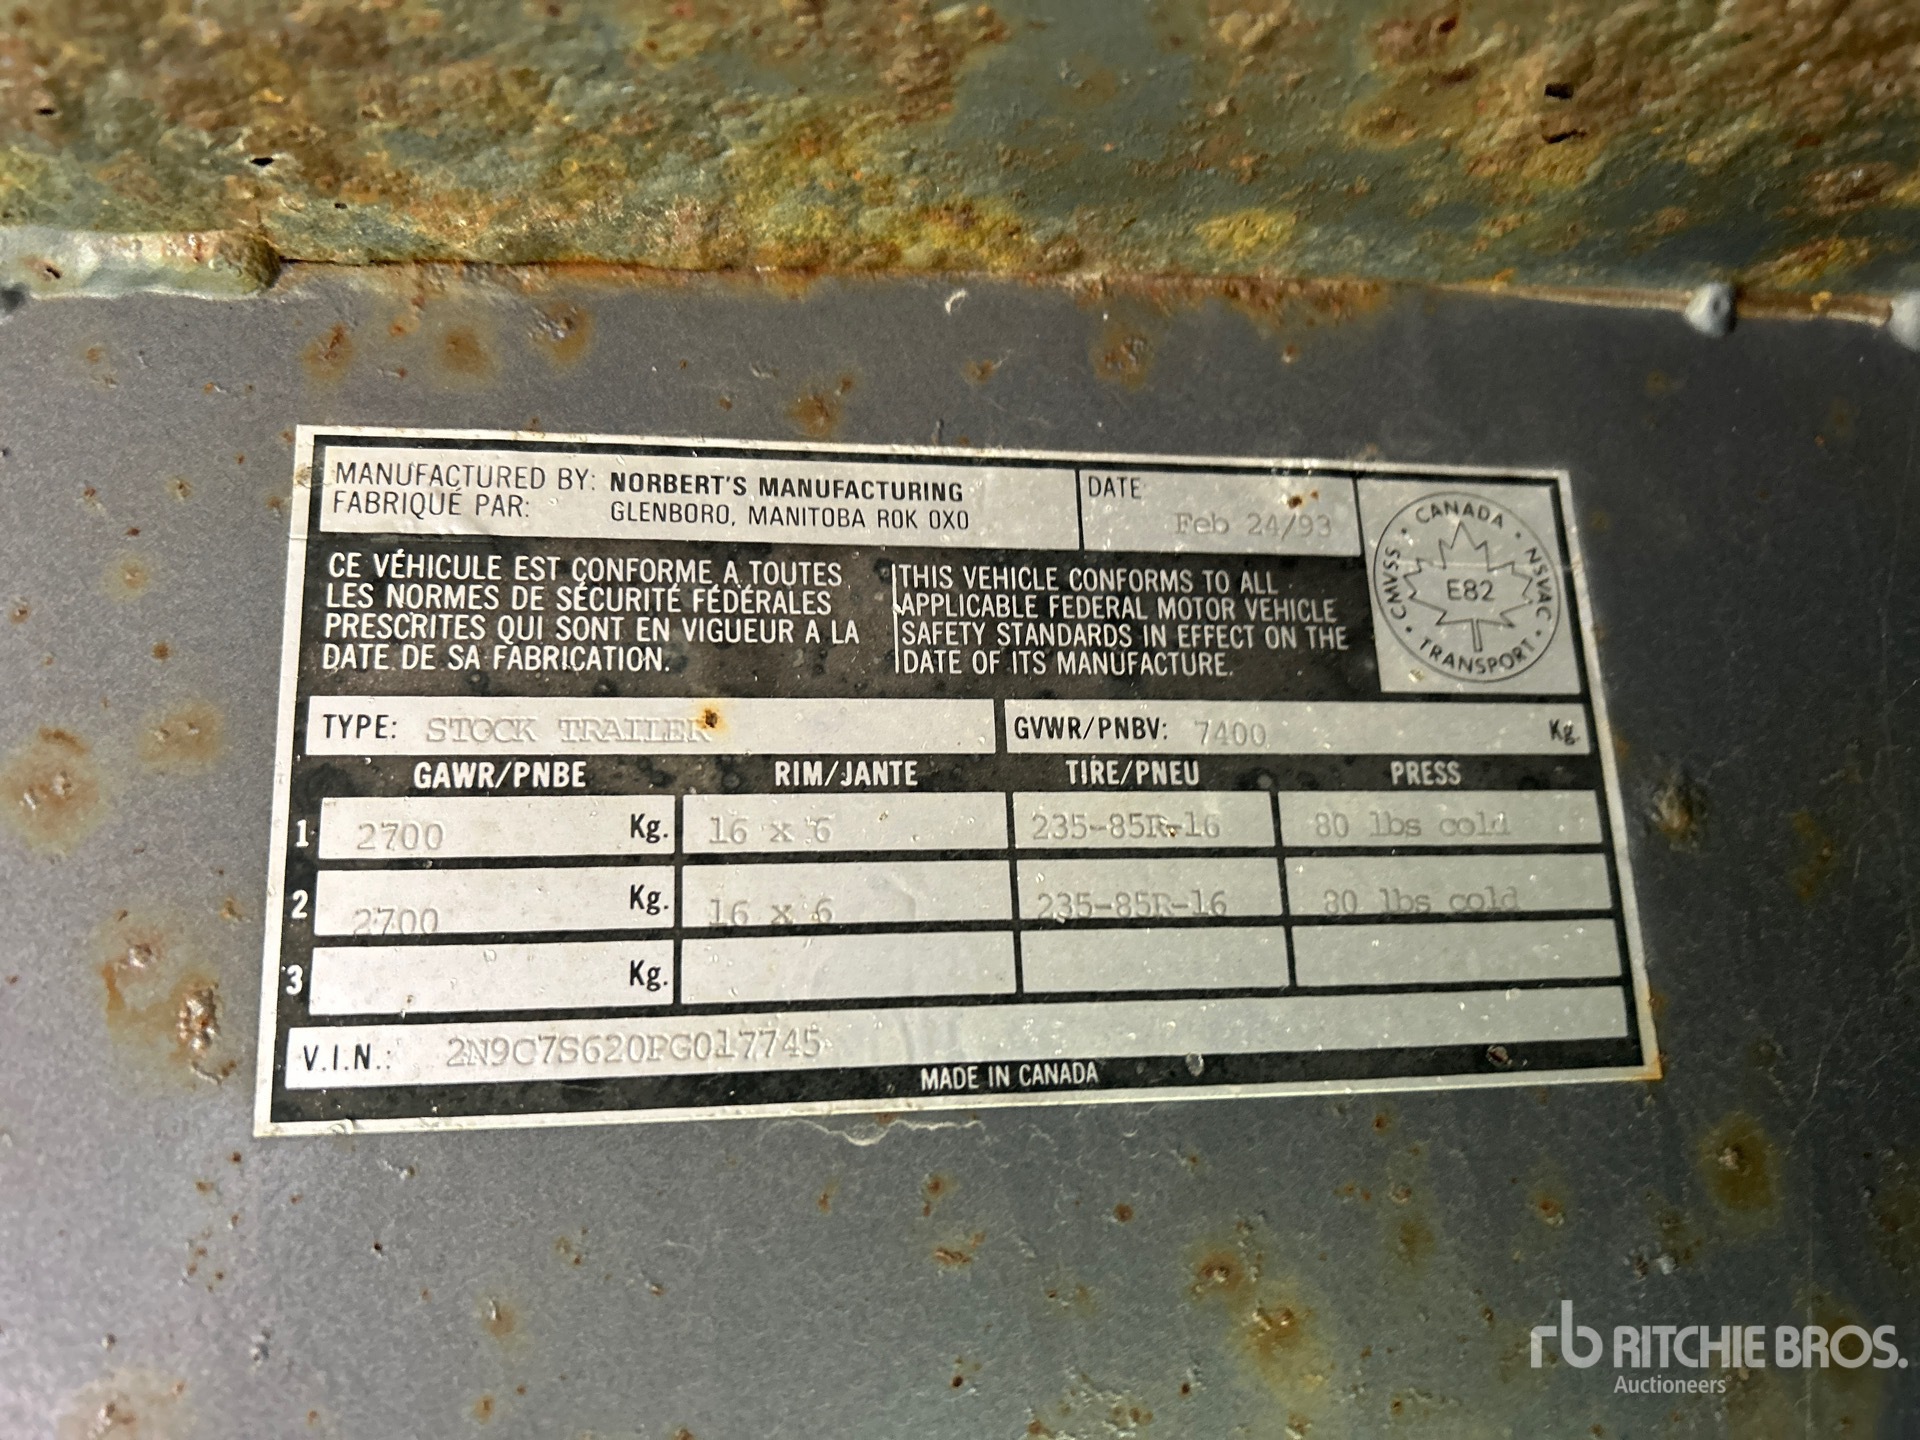 MANUFACTURED BY: NORBERT'S MANUFACTURING
FABRIQUÉ PAR: GLENBORO, MANITOBA R0K 0X0
DATE
Feb 24/93
CANADA
NSVAC
TRANSPORT
CMVSS
E82
CE VÉHICULE EST CONFORME A TOUTES
LES NORMES DE SÉCURITÉ FÉDÉRALES
PRESCRITES QUI SONT EN VIGUEUR A LA
DATE DE SA FABRICATION.
THIS VEHICLE CONFORMS TO ALL
APPLICABLE FEDERAL MOTOR VEHICLE
SAFETY STANDARDS IN EFFECT ON THE
DATE OF ITS MANUFACTURE.
TYPE: STOCK TRAILER
GVWR/PNBV: 7400 Kg.
GAWR/PNBE RIM/JANTE TIRE/PNEU PRESS
1 2700 Kg. 16 x 6 235-85R-16 80 lbs cold
2 2700 Kg. 16 x 6 235-85R-16 80 lbs cold
3 Kg.
V.I.N.: 2N9C7S620PG017745
MADE IN CANADA
rb RITCHIE BROS.
Auctioneers